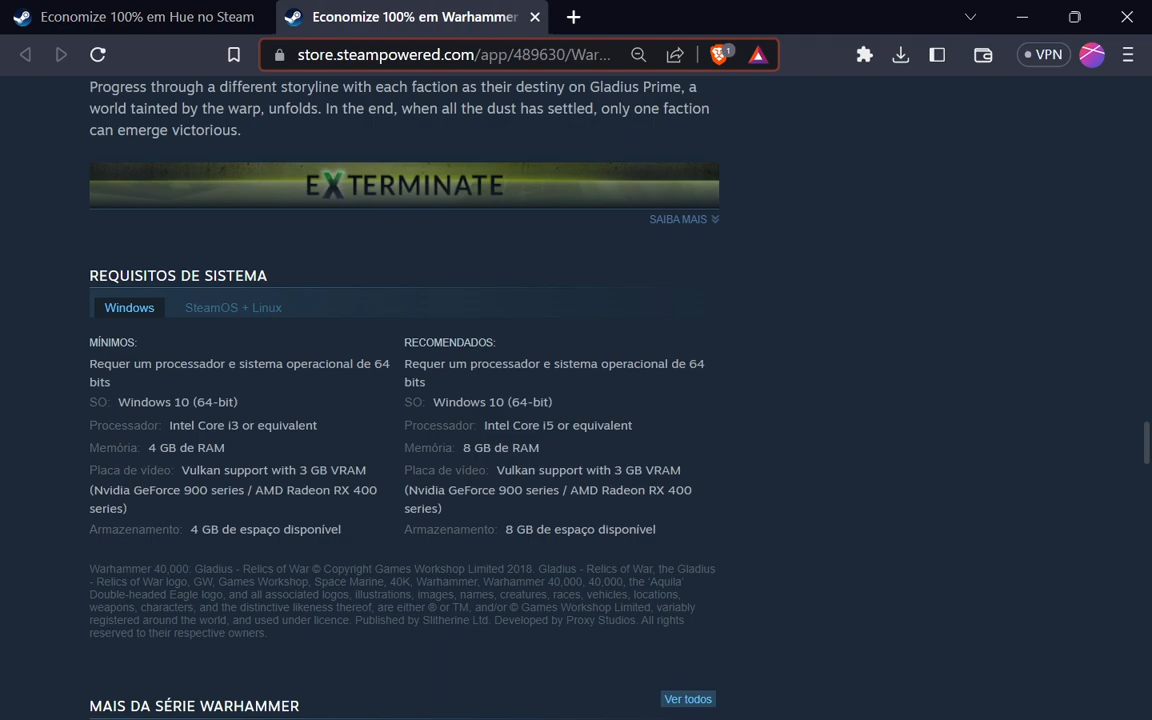 Economize 100% em Hue no Steam
Economize 100% em Warhammer
store.steampowered.com/app/489630/War...
1
VPN
Progress through a different storyline with each faction as their destiny on Gladius Prime, a
world tainted by the warp, unfolds. In the end, when all the dust has settled, only one faction
can emerge victorious.
EXTERMINATE
SAIBA MAIS
REQUISITOS DE SISTEMA
Windows SteamOS + Linux
MÍNIMOS:
Requer um processador e sistema operacional de 64
bits
SO: Windows 10 (64-bit)
Processador: Intel Core i3 or equivalent
Memória: 4 GB de RAM
Placa de vídeo: Vulkan support with 3 GB VRAM
(Nvidia GeForce 900 series / AMD Radeon RX 400
series)
Armazenamento: 4 GB de espaço disponível
RECOMENDADOS:
Requer um processador e sistema operacional de 64
bits
SO: Windows 10 (64-bit)
Processador: Intel Core i5 or equivalent
Memória: 8 GB de RAM
Placa de vídeo: Vulkan support with 3 GB VRAM
(Nvidia GeForce 900 series / AMD Radeon RX 400
series)
Armazenamento: 8 GB de espaço disponível
Warhammer 40,000: Gladius - Relics of War © Copyright Games Workshop Limited 2018. Gladius - Relics of War, the Gladius
- Relics of War logo, GW, Games Workshop, Space Marine, 40K, Warhammer, Warhammer 40,000, 40,000, the 'Aquila'
Double-headed Eagle logo, and all associated logos, illustrations, images, names, creatures, races, vehicles, locations,
weapons, characters, and the distinctive likeness thereof, are either ® or TM, and/or © Games Workshop Limited, variably
registered around the world, and used under licence. Published by Slitherine Ltd. Developed by Proxy Studios. All rights
reserved to their respective owners.
MAIS DA SÉRIE WARHAMMER
Ver todos